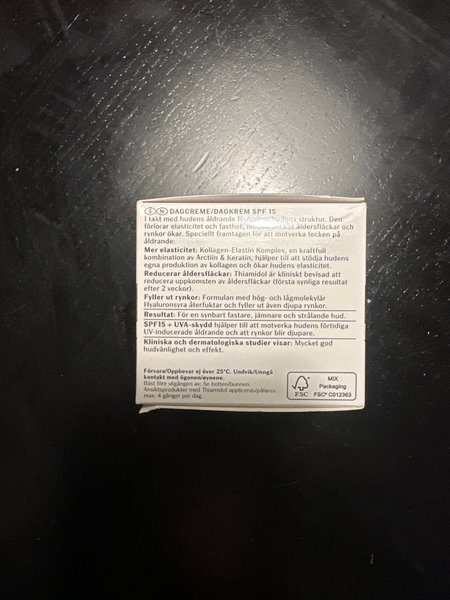 S N DAGCREME/DAGKREM SPF 15
I takt med hudens åldrande hudens struktur. Den
förlorar elasticitet och fasthet, åldersfläckar och
rynkor ökar. Speciellt framtagen för att motverka tecken på
åldrande:
Mer elasticitet: Kollagen-Elastin Komplex, en kraftfull
kombination av Arctiin & Keratin, hjälper till att stödja hudens
egna produktion av kollagen och ökar hudens elasticitet.
Reducerar åldersfläckar: Thiamidol är kliniskt bevisad att
reducera uppkomsten av åldersfläckar (första synliga resultat
efter 2 veckor).
Fyller ut rynkor: Formulan med hög- och lågmolekylär
Hyaluronsyra återfuktar och fyller ut även djupa rynkor.
Resultat: För en synbart fastare, jämnare och strålande hud.
SPF15 + UVA-skydd hjälper till att motverka hudens förtidiga
UV-inducerade åldrande och att rynkor blir djupare.
Kliniska och dermatologiska studier visar: Mycket god
hudvänlighet och effekt.
Förvara/Oppbevar ej över 25°C. Undvik/Unngå
kontakt med ögonen/øynene.
Bäst före utgången av: Se botten/bunnen.
Ansiktsprodukter med Thiamidol appliceras/påføres
max. 4 gånger per dag.
FSC
MIX
Packaging
FSC® C012363